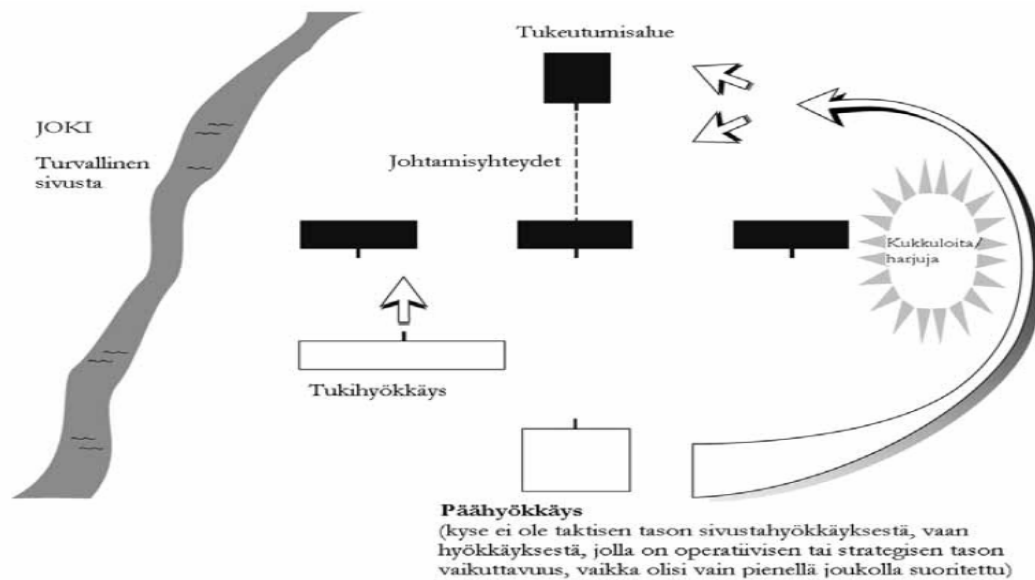 Tukeutumisalue
JOKI
Turvallinen
sivusta
Johtamisyhteydet
Kukkuloita/
harjuja
Tukihyökkäys
Päähyökkäys
(kyse ei ole taktisen tason sivustahyökkäyksestä, vaan
hyökkäyksestä, jolla on operatiivisen tai strategisen tason
vaikuttavuus, vaikka olisi vain pienellä joukolla suoritettu)